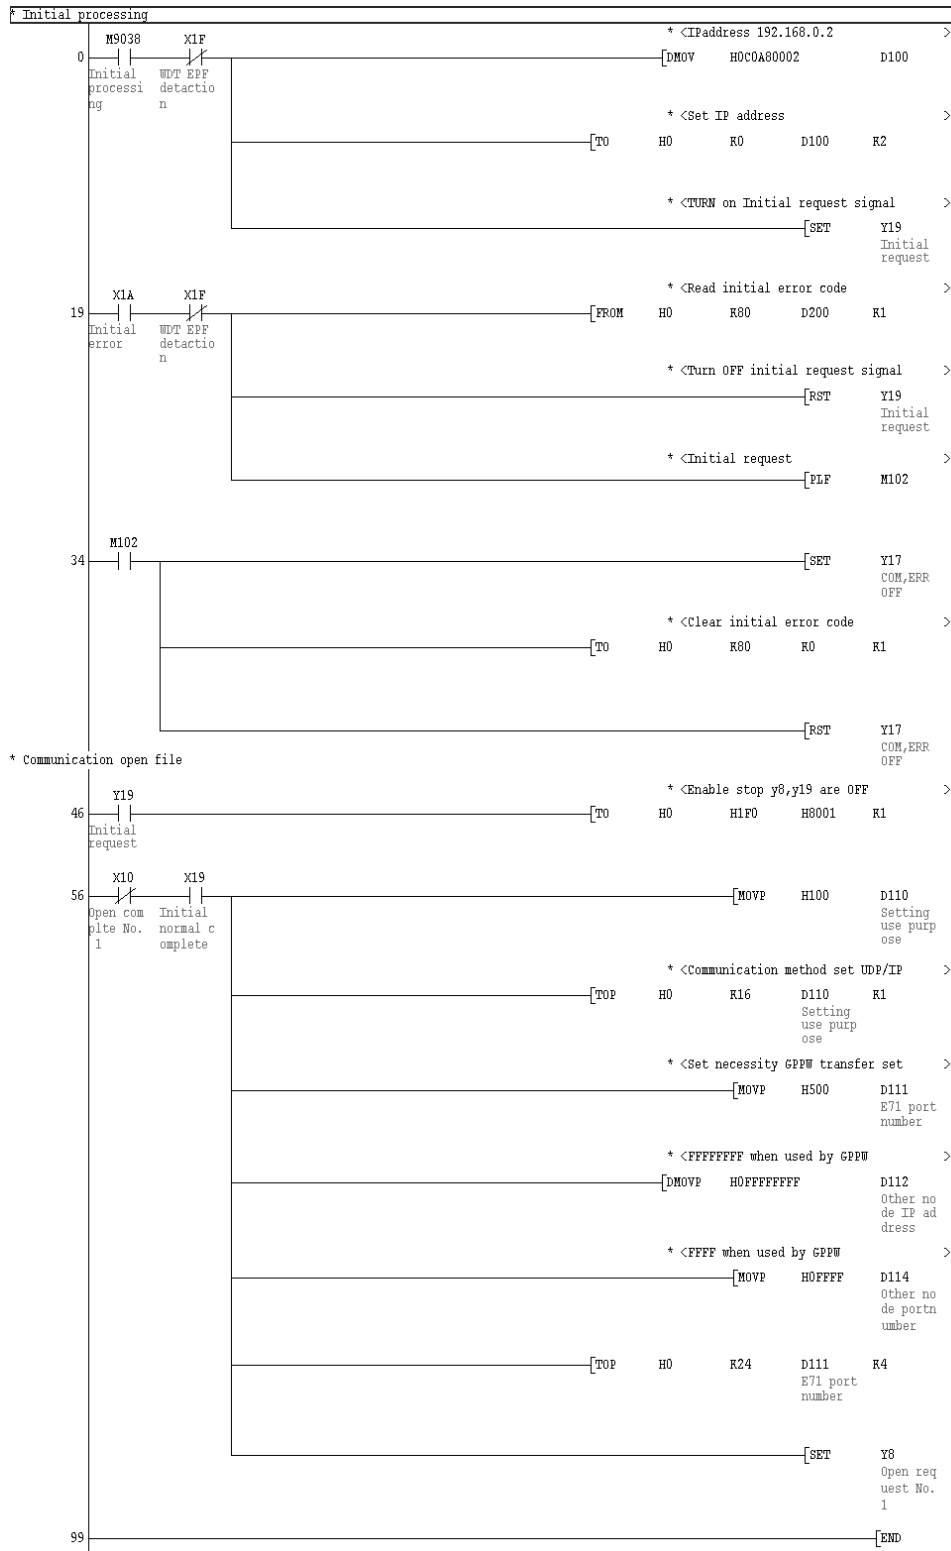 * Initial processing
* <IPaddress 192.168.0.2 >
M9038 X1F
0 [DMOV H0C0A80002 D100
Initial WDT EPF
processi detactio
ng n
* <Set IP address >
[TO H0 K0 D100 K2
* <TURN on Initial request signal >
[SET Y19
Initial
request
* <Read initial error code >
X1A X1F
19 [FROM H0 K80 D200 K1
Initial WDT EPF
error detactio
n
* <Turn OFF initial request signal >
[RST Y19
Initial
request
* <Initial request >
[PLF M102
M102
34 [SET Y17
COM,ERR
OFF
* <Clear initial error code >
[TO H0 K80 K0 K1
[RST Y17
COM,ERR
OFF
* Communication open file
* <Enable stop y8,y19 are OFF >
Y19
46 [TO H0 H1F0 H8001 K1
Initial
request
X10 X19
56 [MOVP H100 D110
Open com Initial Setting
plte No. normal c use purp
1 omplete ose
* <Communication method set UDP/IP >
[TOP H0 K16 D110 K1
Setting
use purp
ose
* <Set necessity GPPW transfer set >
[MOVP H500 D111
E71 port
number
* <FFFFFFFF when used by GPPW >
[DMOVP H0FFFFFFFF D112
Other no
de IP ad
dress
* <FFFF when used by GPPW >
[MOVP H0FFFF D114
Other no
de portn
umber
[TOP H0 K24 D111 K4
E71 port
number
[SET Y8
Open req
uest No.
1
99 [END